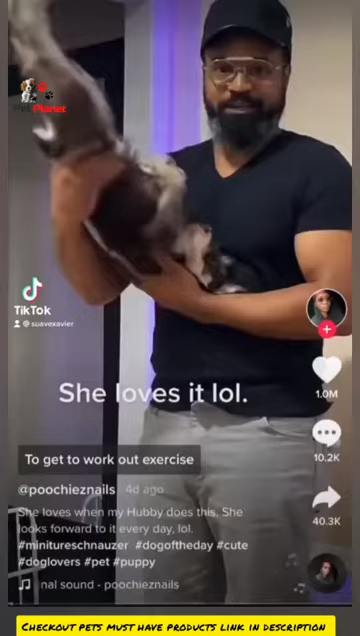 Planet
TikTok
@suavexavier
1.0M
She loves it lol.
10.2K
To get to work out exercise
@poochieznails 4d ago
40.3K
She loves when my Hubby does this. She
looks forward to it every day, lol.
#minitureschnauzer #dogoftheday #cute
#doglovers #pet #puppy
nal sound - poochieznails
CHECKOUT PETS MUST HAVE PRODUCTS LINK IN DESCRIPTION